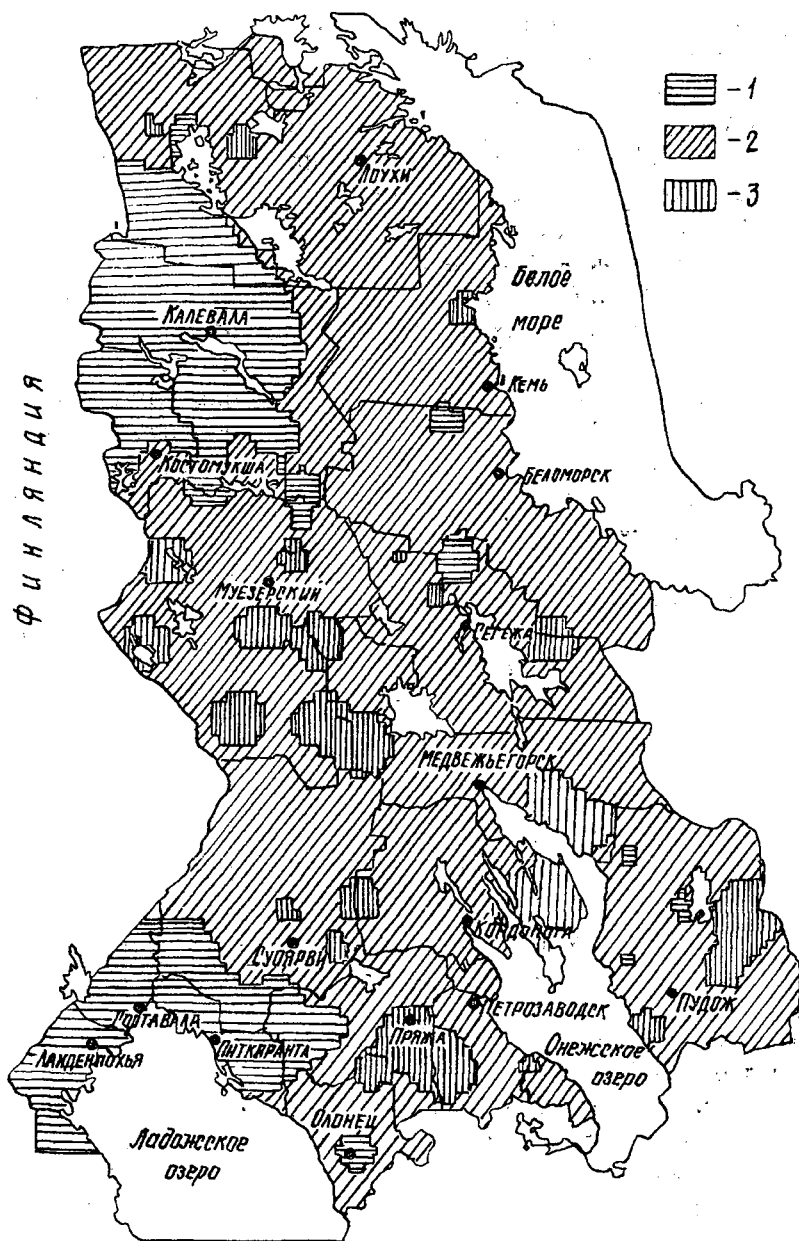 -1
-2
-3
Лоухи
Белое
море
Калевала
Кемь
Финляндия
Костомукша
Беломорск
Муезерский
Сегежа
Медвежьегорск
Кондопога
Суоярви
Петрозаводск
Пудож
Сортавала
Пряжа
Лахденпохья
Питкяранта
Онежское
озеро
Олонец
Ладожское
озеро